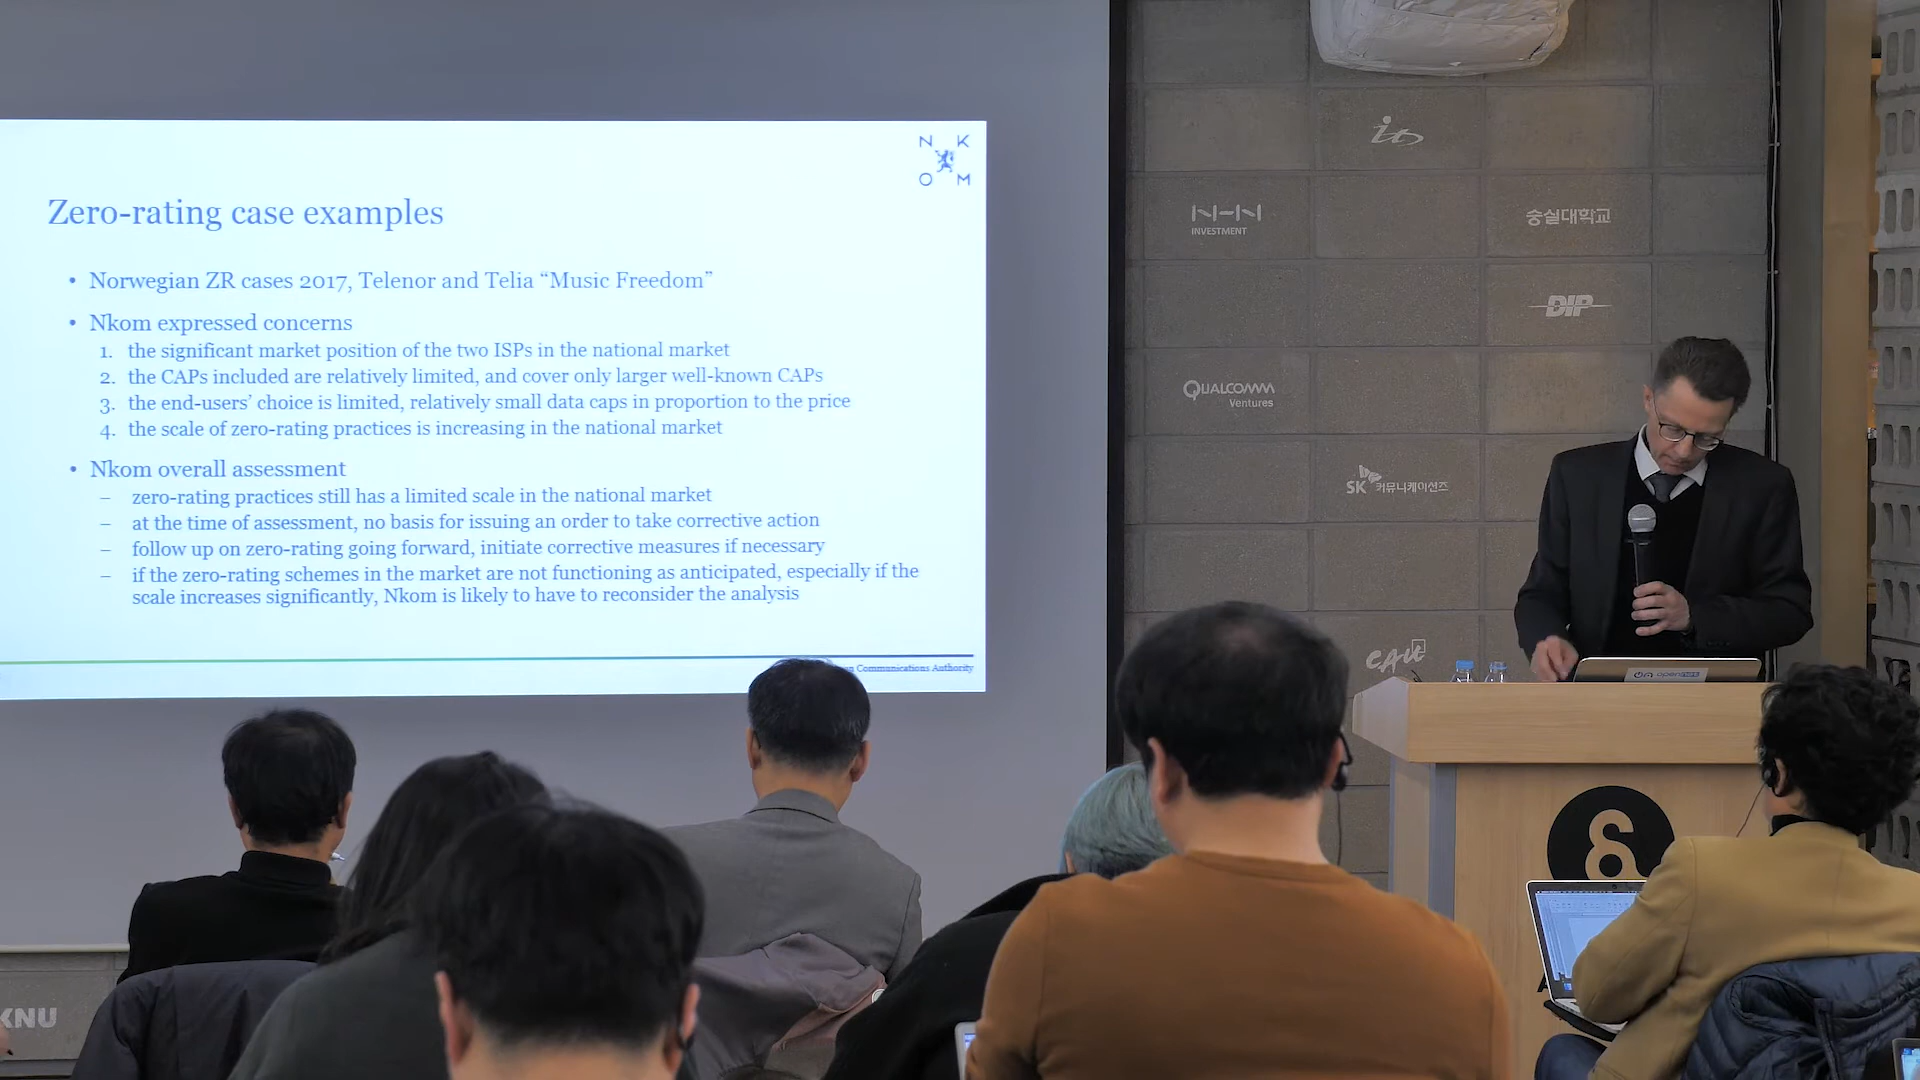 N K
O M
Zero-rating case examples
• Norwegian ZR cases 2017, Telenor and Telia “Music Freedom”
• Nkom expressed concerns
1. the significant market position of the two ISPs in the national market
2. the CAPs included are relatively limited, and cover only larger well-known CAPs
3. the end-users’ choice is limited, relatively small data caps in proportion to the price
4. the scale of zero-rating practices is increasing in the national market
• Nkom overall assessment
– zero-rating practices still has a limited scale in the national market
– at the time of assessment, no basis for issuing an order to take corrective action
– follow up on zero-rating going forward, initiate corrective measures if necessary
– if the zero-rating schemes in the market are not functioning as anticipated, especially if the
scale increases significantly, Nkom is likely to have to reconsider the analysis
Communications Authority
NHN
INVESTMENT
숭실대학교
DIP
QUALCOMM
Ventures
SK 커뮤니케이션즈
CAU
opennet
KNU